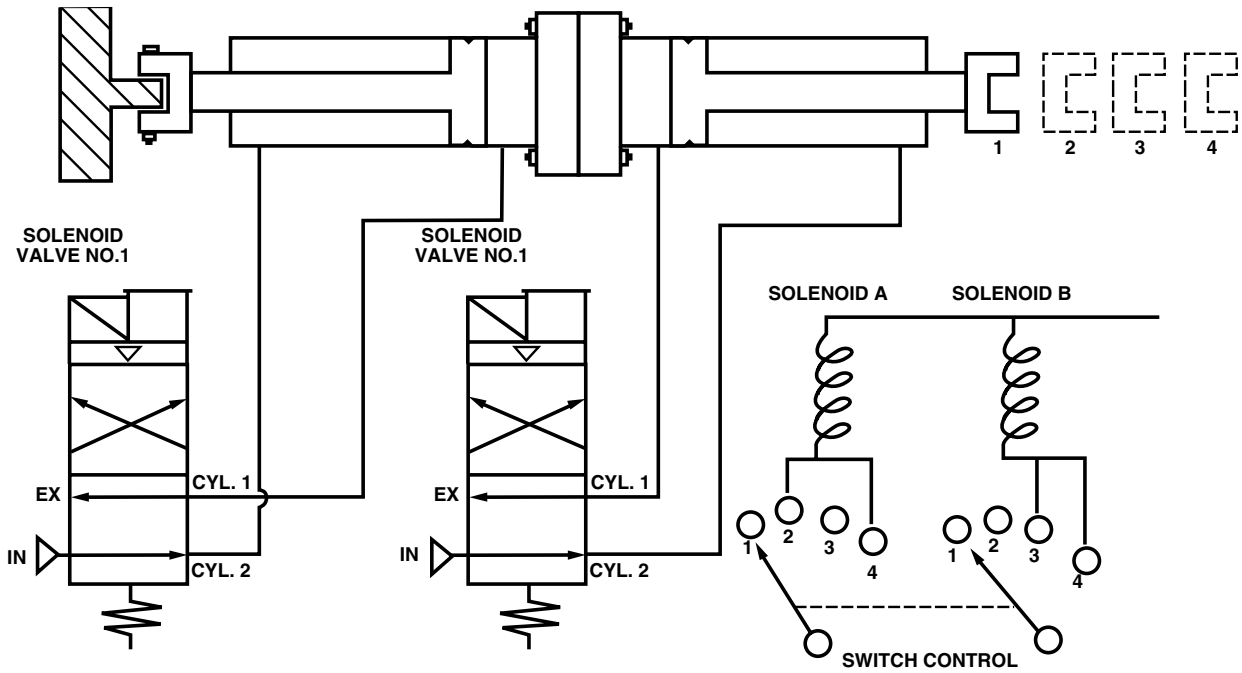 1
2
3
4
SOLENOID
VALVE NO.1
SOLENOID
VALVE NO.1
SOLENOID A
SOLENOID B
EX
CYL. 1
IN
CYL. 2
EX
CYL. 1
IN
CYL. 2
1
2
3
4
1
2
3
4
SWITCH CONTROL